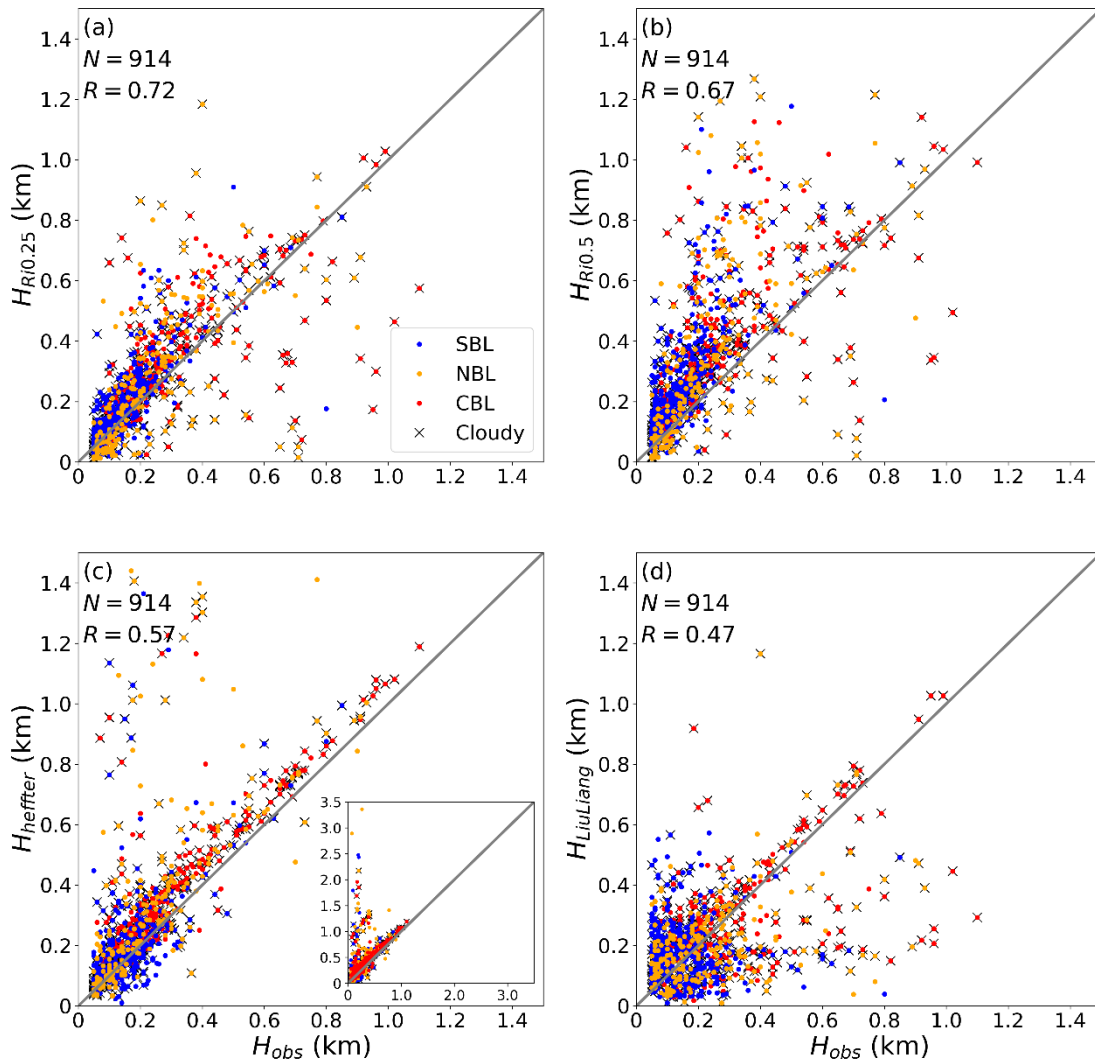 (a)
N = 914
R = 0.72
H_Ri0.25 (km)
1.4
1.2
1.0
0.8
0.6
0.4
0.2
0
0 0.2 0.4 0.6 0.8 1.0 1.2 1.4
SBL
NBL
CBL
Cloudy
(b)
N = 914
R = 0.67
H_Ri0.5 (km)
1.4
1.2
1.0
0.8
0.6
0.4
0.2
0
0 0.2 0.4 0.6 0.8 1.0 1.2 1.4
(c)
N = 914
R = 0.57
H_heffter (km)
1.4
1.2
1.0
0.8
0.6
0.4
0.2
0
0 0.2 0.4 0.6 0.8 1.0 1.2 1.4
H_obs (km)
3.5
3.0
2.5
2.0
1.5
1.0
0.5
0
0 1.0 2.0 3.0
(d)
N = 914
R = 0.47
H_LiuLiang (km)
1.4
1.2
1.0
0.8
0.6
0.4
0.2
0
0 0.2 0.4 0.6 0.8 1.0 1.2 1.4
H_obs (km)